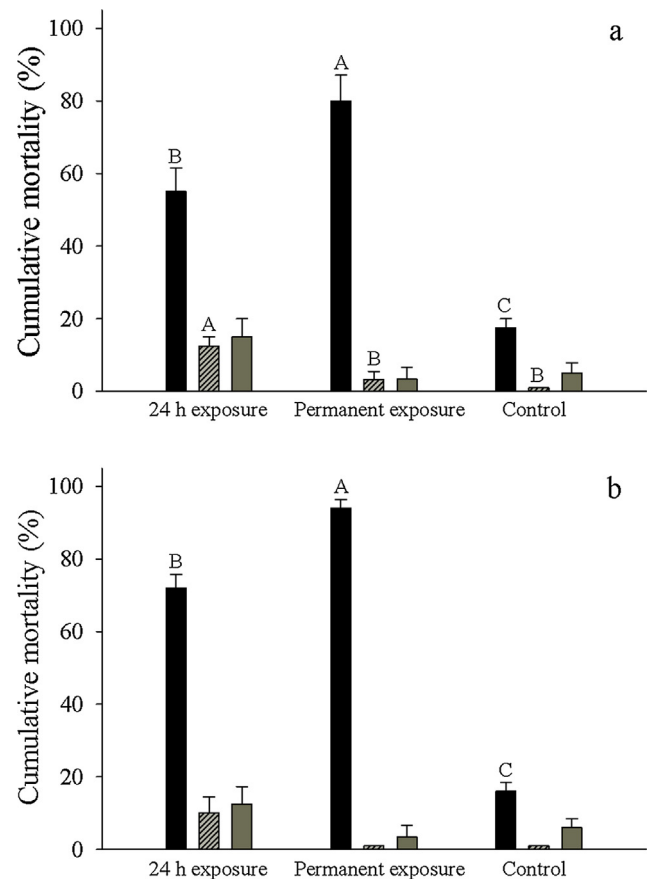 a
Cumulative mortality (%)
100
80
60
40
20
0
B
A
A
B
C
B
24 h exposure Permanent exposure Control
b
Cumulative mortality (%)
100
80
60
40
20
0
B
A
C
24 h exposure Permanent exposure Control